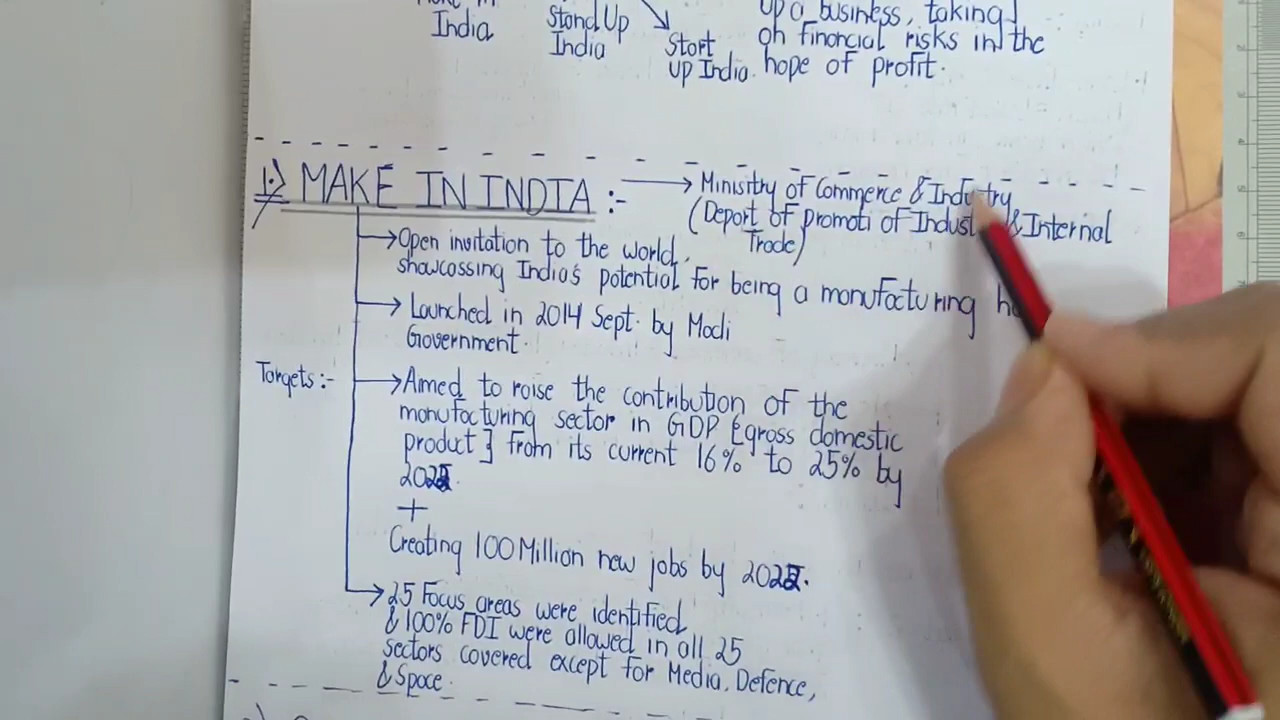 India
Stand Up
India
Start
Up India.
up a business, taking
on financial risks in the
hope of profit.
1.) MAKE IN INDIA :-
Minisitry of Commerce & Industry
(Deport of promoti of Indust & Internal
Trade)
Open invitation to the world,
showcassing India's potential for being a manufacturing
Launched in 2014 Sept. by Modi
Government.
Targets :-
Aimed to raise the contribution of the
manufacturing sector in GDP [gross domestic
product] from its current 16% to 25% by
2022.
+
Creating 100 Million new jobs by 2022.
25 Focus areas were identified
& 100% FDI were allowed in all 25
sectors covered except for Media, Defence,
& Space.